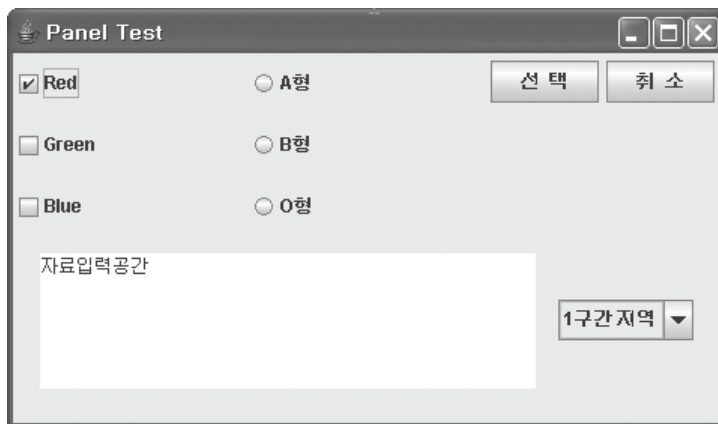 Panel Test
Red A형 선 택 취 소
Green B형
Blue O형
자료입력공간
1구간지역